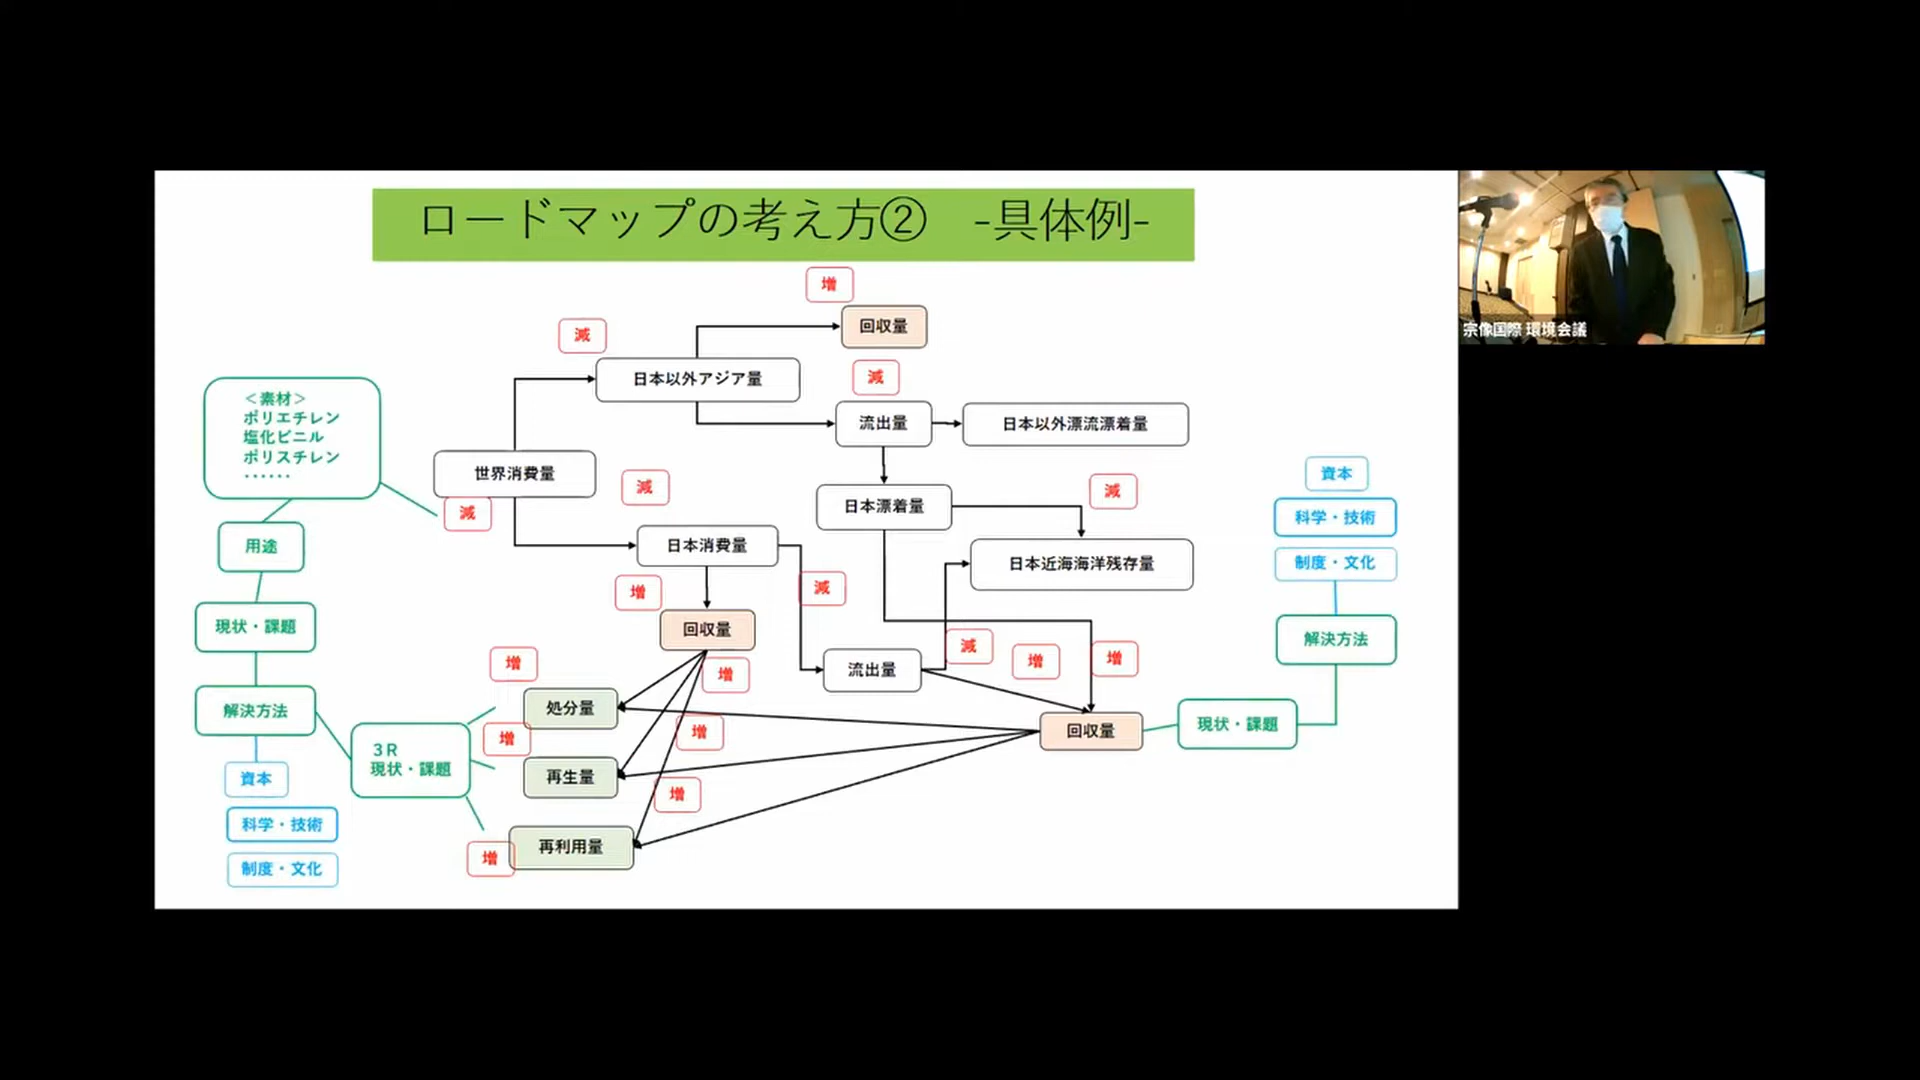 ロードマップの考え方② -具体例-
宗像国際 環境会議
増
回収量
減
日本以外アジア量
減
流出量
日本以外漂流漂着量
＜素材＞
ポリエチレン
塩化ビニル
ポリスチレン
‥‥‥
世界消費量
減
減
日本漂着量
減
資本
科学・技術
制度・文化
用途
日本消費量
日本近海海洋残存量
増
減
現状・課題
回収量
解決方法
増
増
流出量
減
増
増
解決方法
処分量
増
増
回収量
現状・課題
３Ｒ
現状・課題
資本
再生量
増
科学・技術
再利用量
増
制度・文化